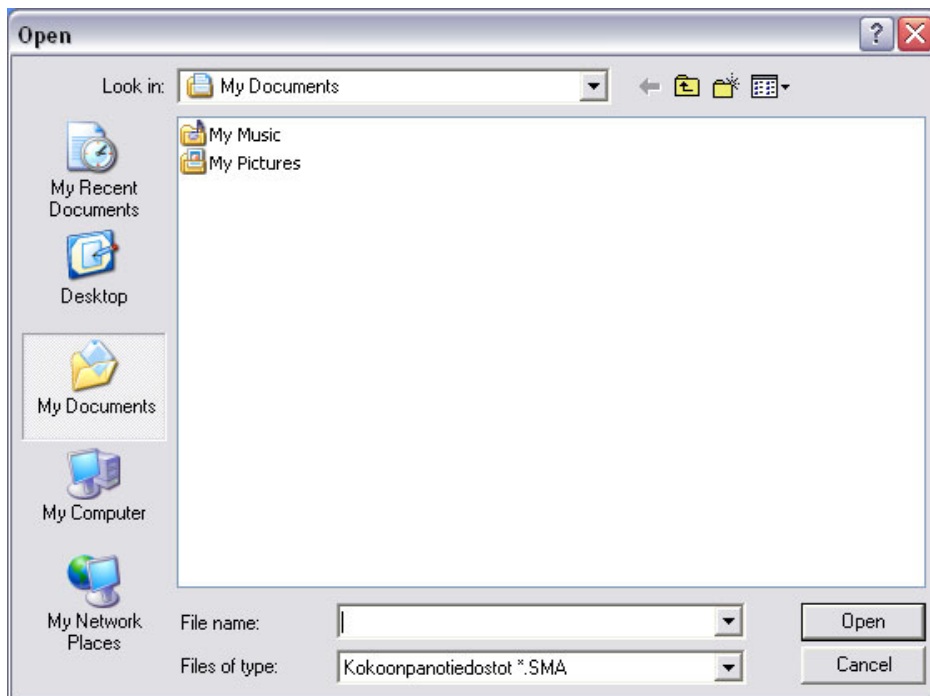 Open
Look in:
My Documents
My Recent
Documents
Desktop
My Documents
My Computer
My Network
Places
My Music
My Pictures
File name:
Open
Files of type:
Kokoonpanotiedostot *.SMA
Cancel